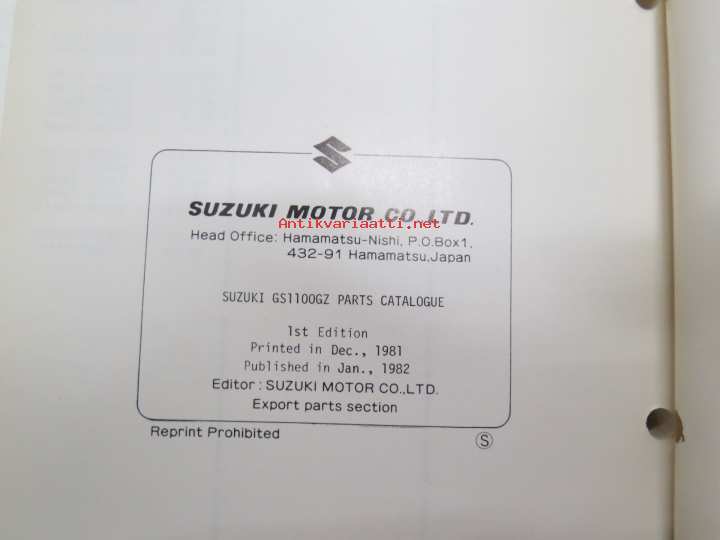 SUZUKI MOTOR CO.,LTD.
Antikvariaatti.net
Head Office: Hamamatsu-Nishi, P.O.Box1,
432-91 Hamamatsu,Japan
SUZUKI GS1100GZ PARTS CATALOGUE
1st Edition
Printed in Dec., 1981
Published in Jan., 1982
Editor : SUZUKI MOTOR CO.,LTD.
Export parts section
Reprint Prohibited
S